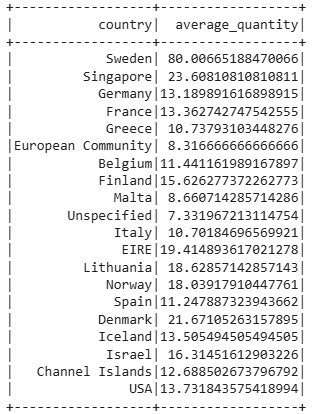 +------------------+------------------+
|           country|  average_quantity|
+------------------+------------------+
|            Sweden| 80.00665188470066|
|         Singapore| 23.60810810810811|
|           Germany|13.189891616898915|
|            France|13.362742747542555|
|            Greece| 10.73793103448276|
|European Community| 8.316666666666666|
|           Belgium|11.441161989167897|
|           Finland|15.626277372262773|
|             Malta| 8.660714285714286|
|       Unspecified| 7.331967213114754|
|             Italy| 10.70184696569921|
|              EIRE|19.414893617021278|
|         Lithuania| 18.62857142857143|
|            Norway| 18.03917910447761|
|             Spain|11.247887323943662|
|           Denmark| 21.67105263157895|
|           Iceland|13.505494505494505|
|            Israel| 16.31451612903226|
|   Channel Islands|12.688502673796792|
|               USA|13.731843575418994|
+------------------+------------------+